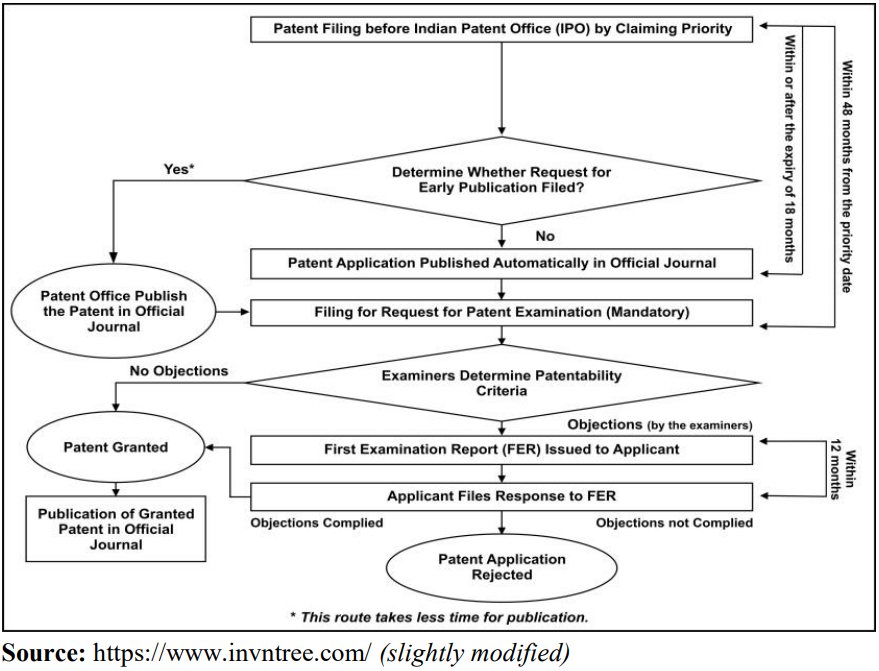 Patent Filing before Indian Patent Office (IPO) by Claiming Priority
Within or after the expiry of 18 months
Within 48 months from the priority date
Determine Whether Request for
Early Publication Filed?
Yes*
No
Patent Application Published Automatically in Official Journal
Patent Office Publish
the Patent in Official
Journal
Filing for Request for Patent Examination (Mandatory)
Examiners Determine Patentability
Criteria
No Objections
Objections (by the examiners)
Patent Granted
First Examination Report (FER) Issued to Applicant
Within
12 months
Applicant Files Response to FER
Objections Complied
Objections not Complied
Publication of Granted
Patent in Official
Journal
Patent Application
Rejected
* This route takes less time for publication.
Source: https://www.invntree.com/ (slightly modified)